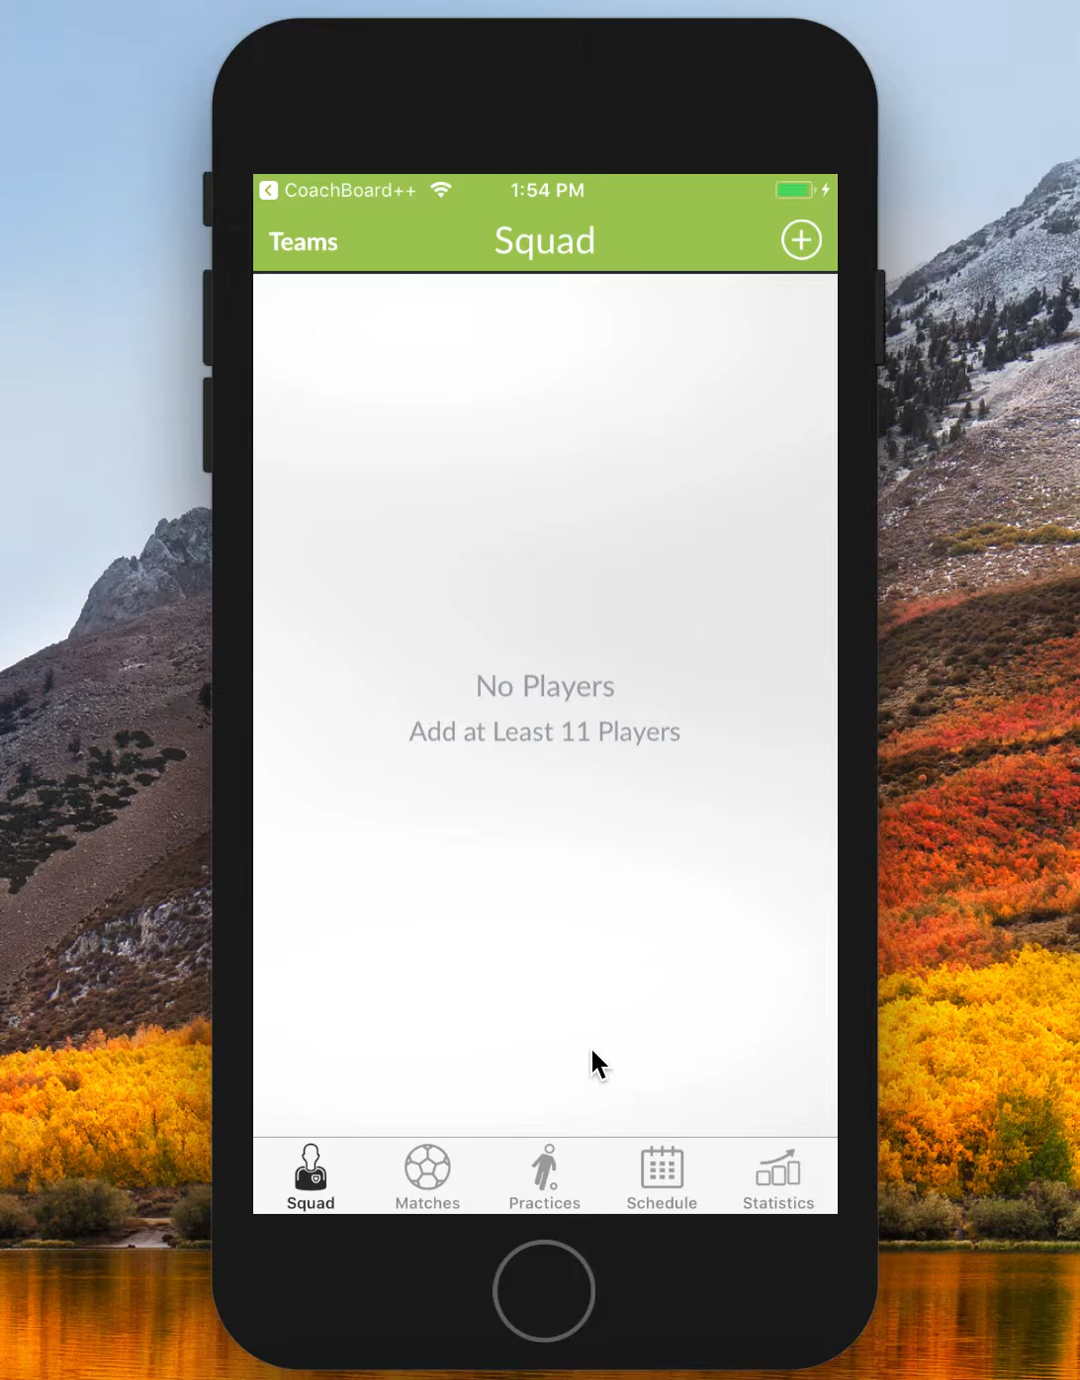 CoachBoard++
1:54 PM
Teams
Squad
No Players
Add at Least 11 Players
Squad
Matches
Practices
Schedule
Statistics